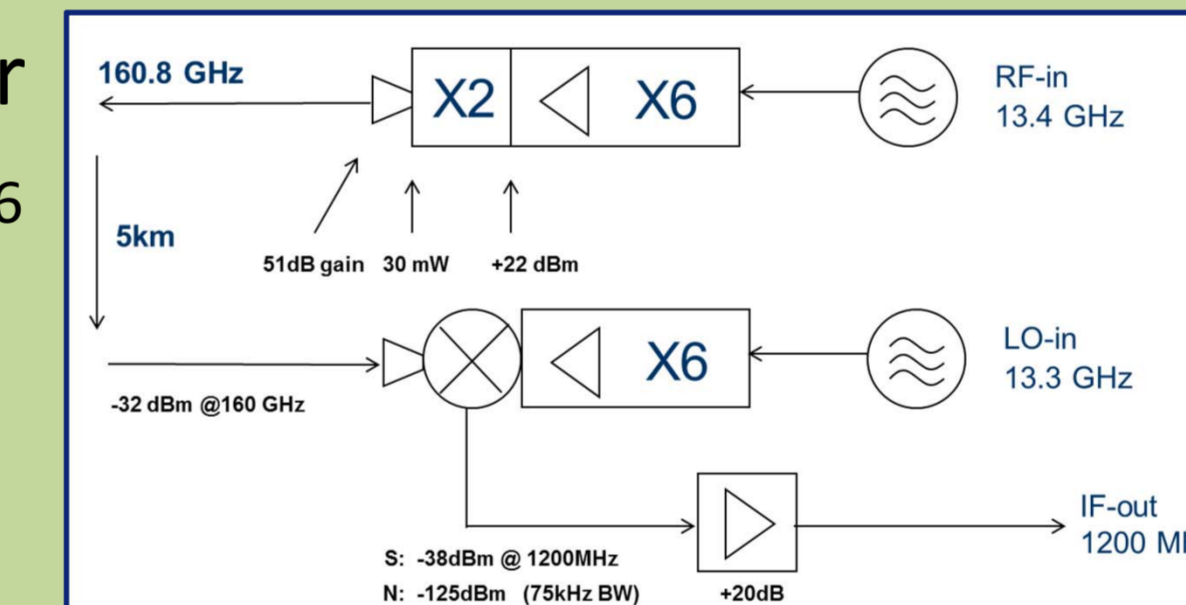 r
6
160.8 GHz
X2
X6
RF-in
13.4 GHz
5km
51dB gain
30 mW
+22 dBm
X6
LO-in
13.3 GHz
-32 dBm @160 GHz
IF-out
1200 M
S: -38dBm @ 1200MHz
N: -125dBm (75kHz BW)
+20dB